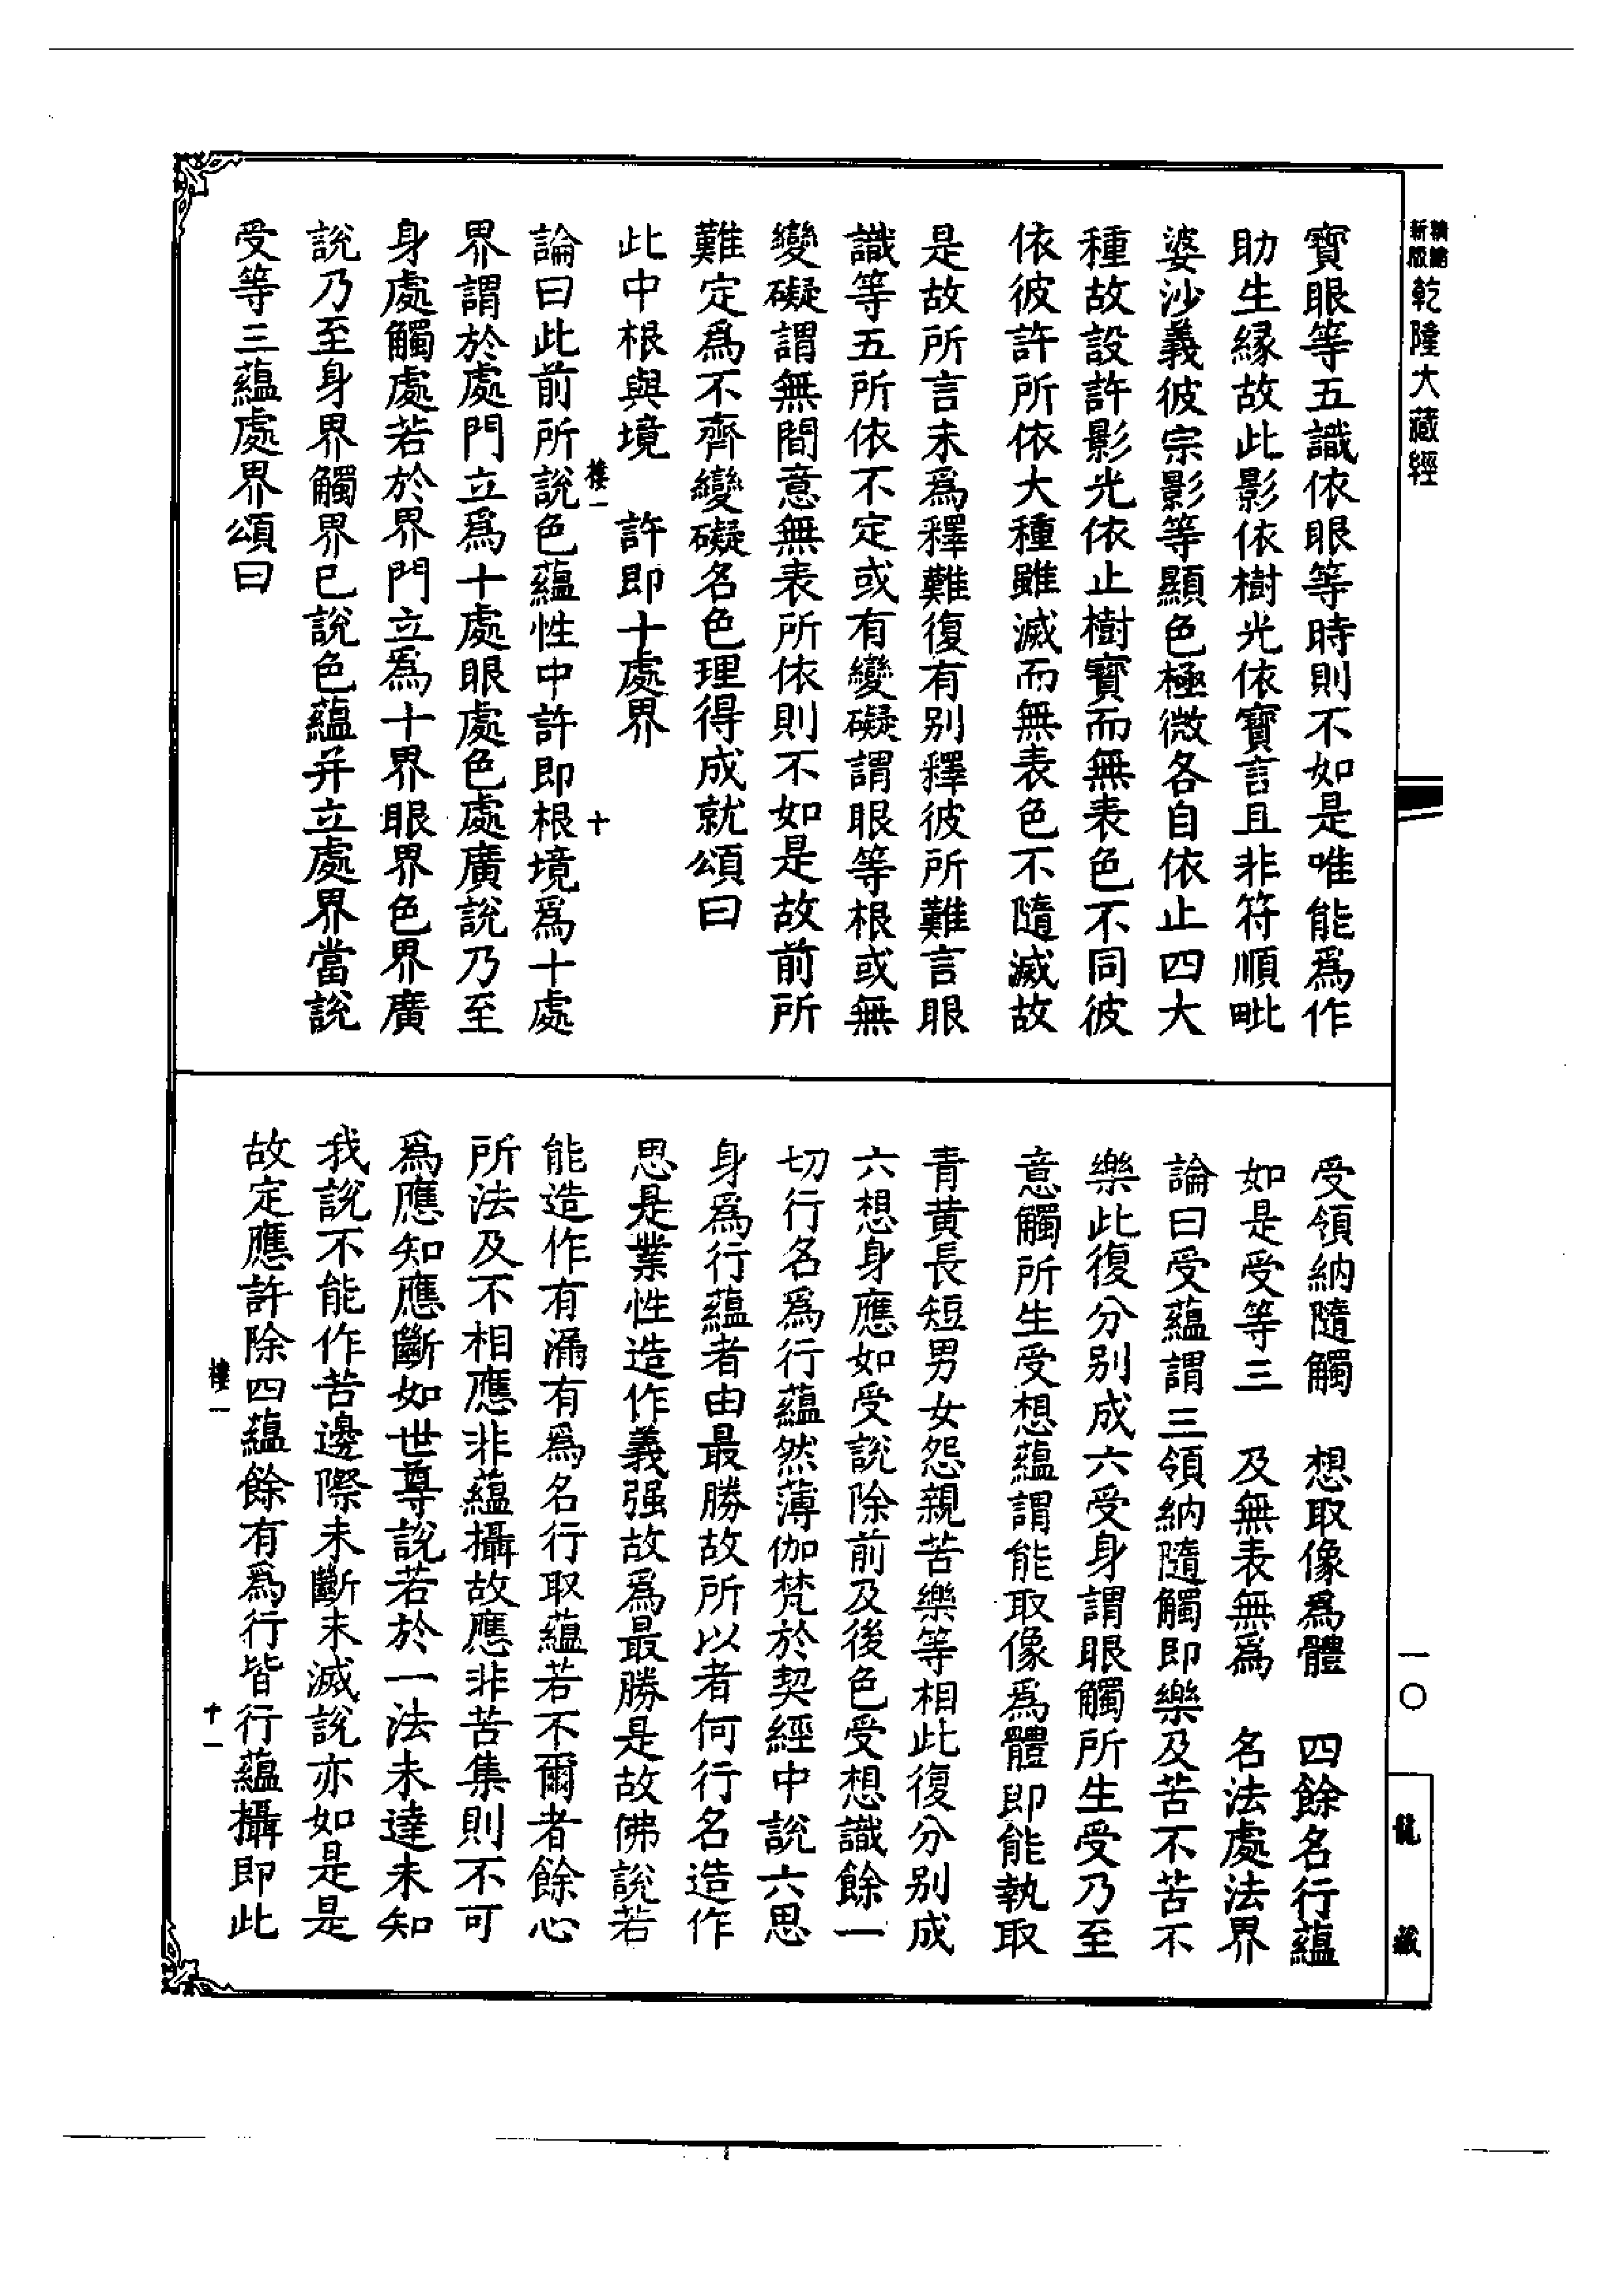 新版精縮乾隆大藏經
寶眼等五識依眼等時則不如是唯能爲作
助生緣故此影依樹光依寶言且非符順毗
婆沙義彼宗影等顯色極微各自依止四大
種故設許影光依止樹寶而無表色不同彼
依彼許所依大種雖滅而無表色不隨滅故
是故所言未爲釋難復有別釋彼所難言眼
識等五所依不定或有變礙謂眼等根或無
變礙謂無間意無表所依則不如是故前所
難定爲不齊變礙名色理得成就頌曰
此中根與境　許即十處界
樓一　十
論曰此前所說色蘊性中許即根境爲十處
界謂於處門立爲十處眼處色處廣說乃至
身處觸處若於界門立爲十界眼界色界廣
說乃至身界觸界已說色蘊并立處界當說
受等三蘊處界頌曰
受領納隨觸　想取像爲體　四餘名行蘊
如是受等三　及無表無爲　名法處法界
論曰受蘊謂三領納隨觸即樂及苦不苦不
樂此復分別成六受身謂眼觸所生受乃至
意觸所生受想蘊謂能取像爲體即能執取
青黄長短男女怨親苦樂等相此復分別成
六想身應如受說除前及後色受想識餘一
切行名爲行蘊然薄伽梵於契經中說六思
身爲行蘊者由最勝故所以者何行名造作
思是業性造作義强故爲最勝是故佛說若
能造作有漏有爲名行取蘊若不爾者餘心
所法及不相應非蘊攝故應非苦集則不可
爲應知應斷如世尊說若於一法未達未知
我說不能作苦邊際未斷未滅說亦如是是
故定應許除四蘊餘有爲行皆行蘊攝即此
樓一　十一
一〇
龍藏